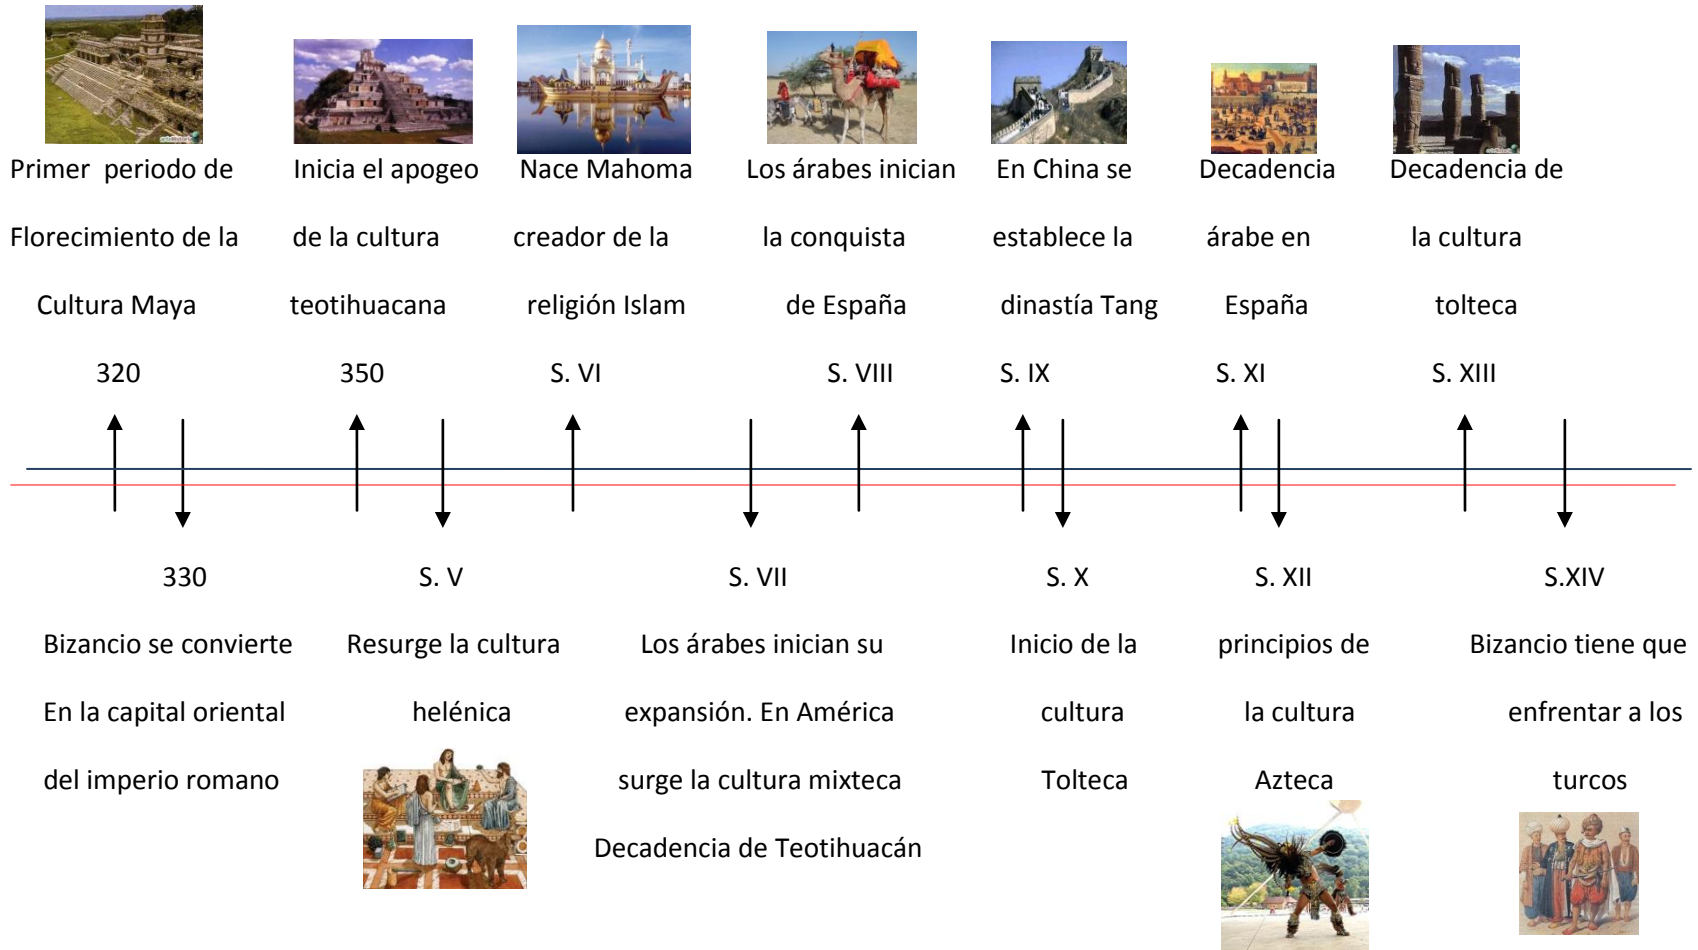 Primer periodo de
Florecimiento de la
Cultura Maya
320
Inicia el apogeo
de la cultura
teotihuacana
350
Nace Mahoma
creador de la
religión Islam
S. VI
Los árabes inician
la conquista
de España
S. VIII
En China se
establece la
dinastía Tang
S. IX
Decadencia
árabe en
España
S. XI
Decadencia de
la cultura
tolteca
S. XIII
330
Bizancio se convierte
En la capital oriental
del imperio romano
S. V
Resurge la cultura
helénica
S. VII
Los árabes inician su
expansión. En América
surge la cultura mixteca
Decadencia de Teotihuacán
S. X
Inicio de la
cultura
Tolteca
S. XII
principios de
la cultura
Azteca
S.XIV
Bizancio tiene que
enfrentar a los
turcos